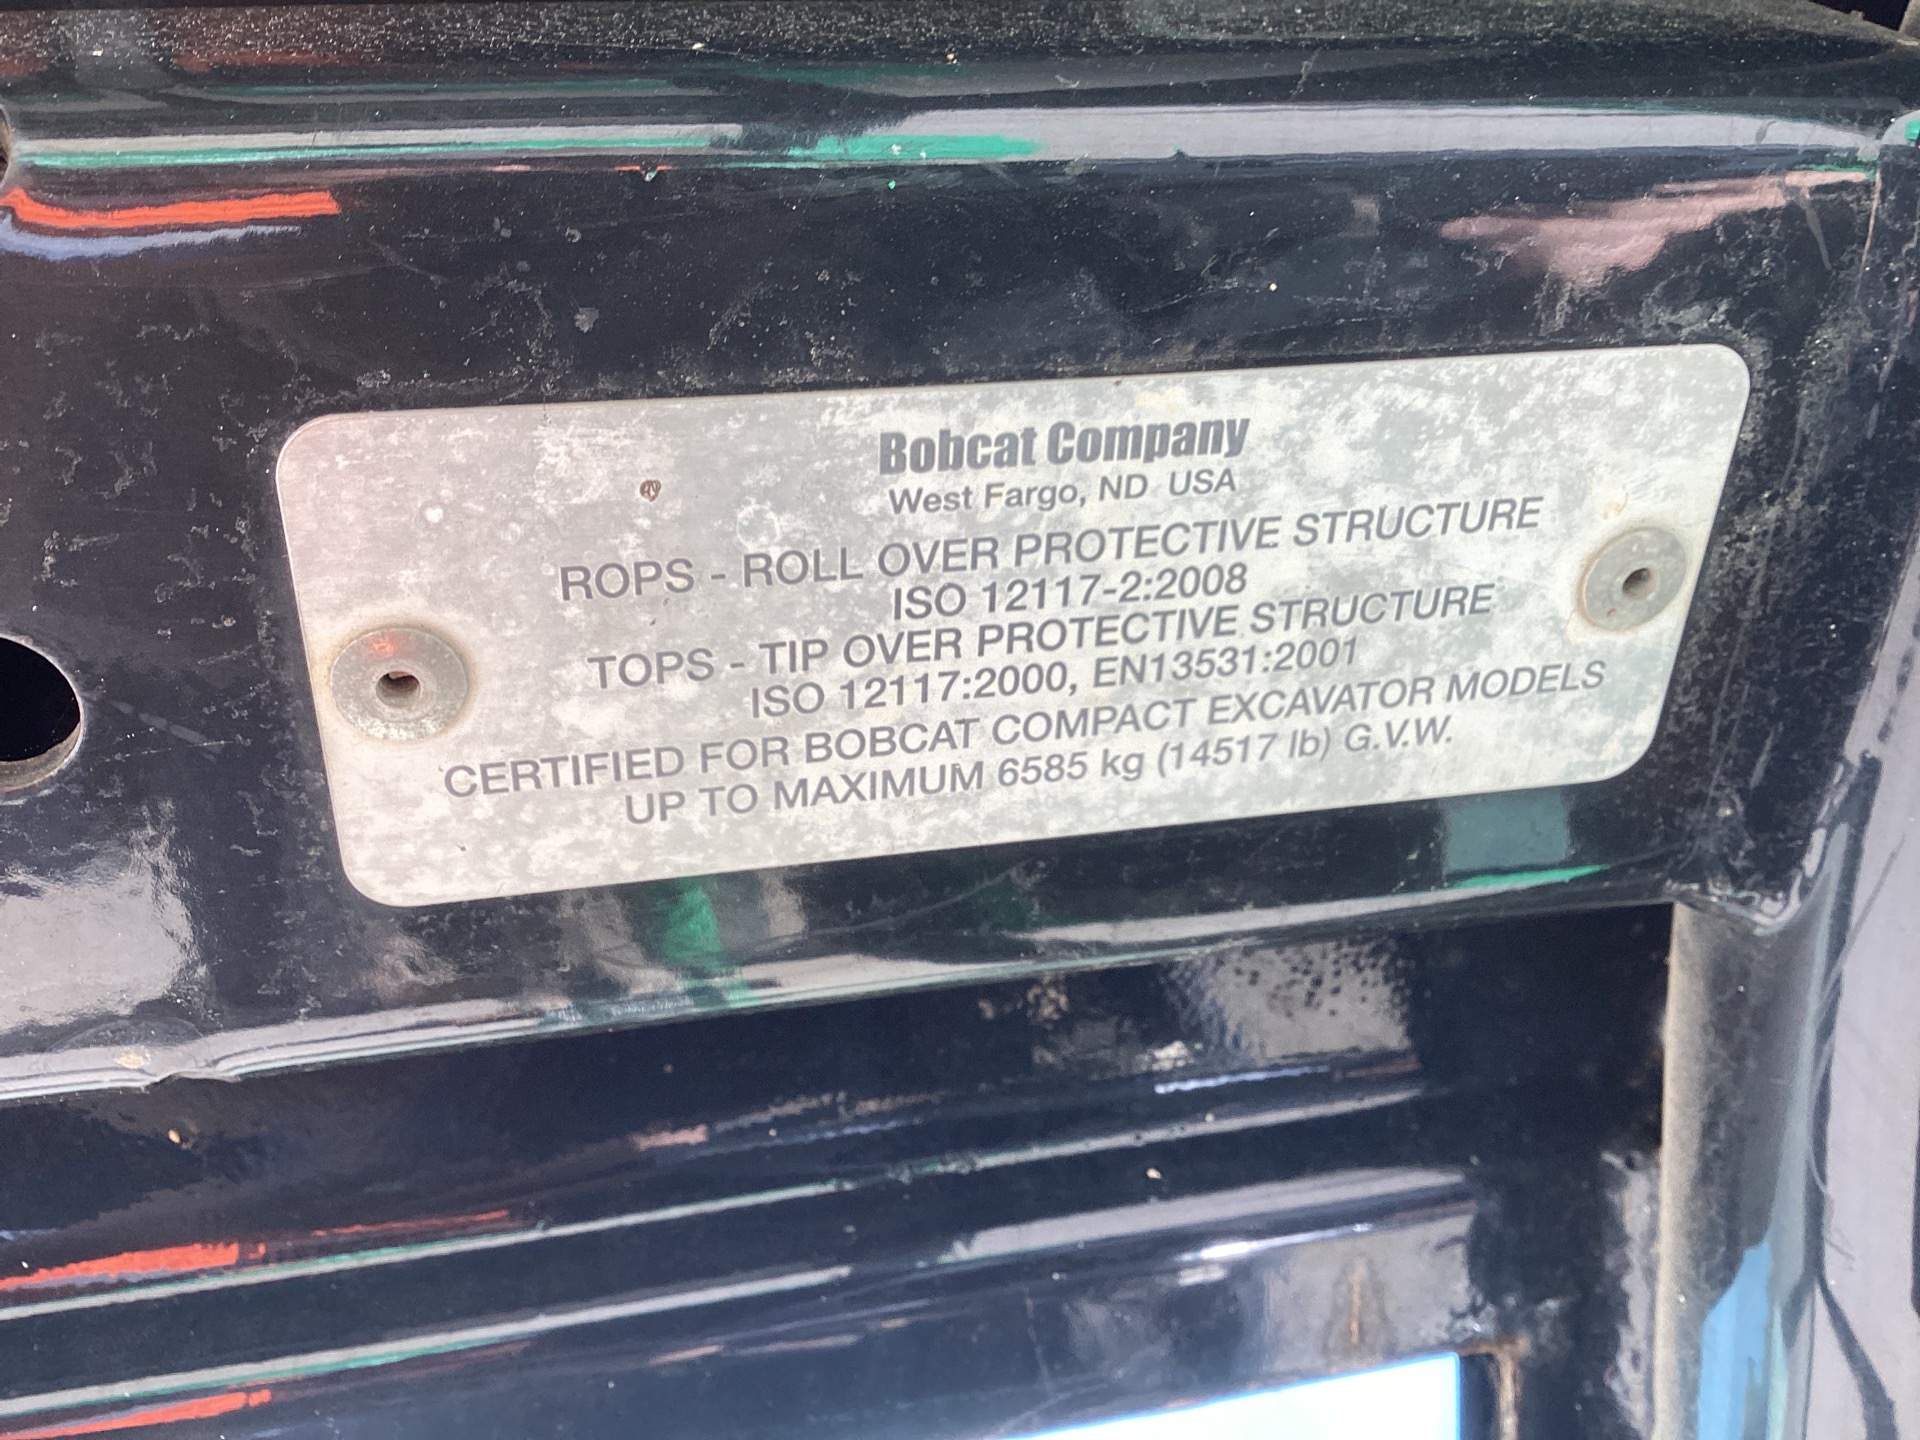 Bobcat Company
West Fargo, ND USA
ROPS - ROLL OVER PROTECTIVE STRUCTURE
ISO 12117-2:2008
TOPS - TIP OVER PROTECTIVE STRUCTURE
ISO 12117:2000, EN13531:2001
CERTIFIED FOR BOBCAT COMPACT EXCAVATOR MODELS
UP TO MAXIMUM 6585 kg (14517 lb) G.V.W.